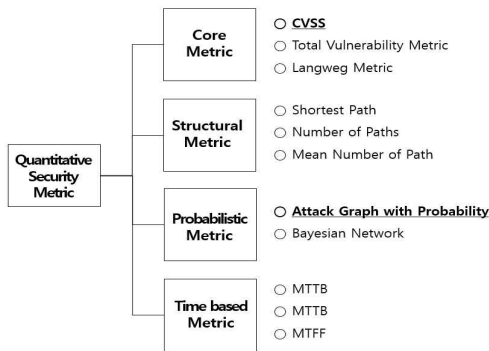 Core
Metric
○ CVSS
○ Total Vulnerability Metric
○ Langweg Metric
Structural
Metric
○ Shortest Path
○ Number of Paths
○ Mean Number of Path
Quantitative
Security
Metric
Probabilistic
Metric
○ Attack Graph with Probability
○ Bayesian Network
Time based
Metric
○ MTTB
○ MTTB
○ MTFF